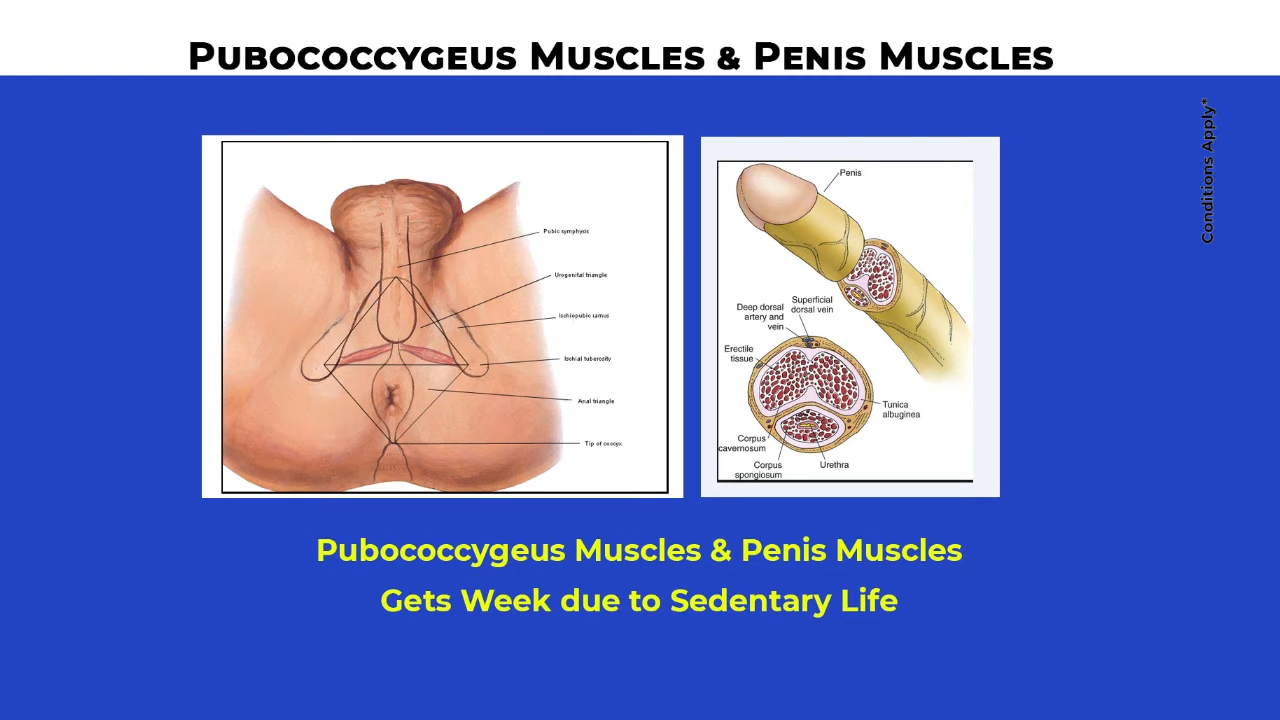 Pubococcygeus Muscles & Penis Muscles
Conditions Apply*
Pubic symphysis
Urogenital triangle
Ischiopubic ramus
Ischial tuberosity
Anal triangle
Tip of coccyx
Penis
Superficial
dorsal vein
Deep dorsal
artery and
vein
Erectile
tissue
Tunica
albuginea
Corpus
cavernosum
Corpus
spongiosum
Urethra
Pubococcygeus Muscles & Penis Muscles
Gets Week due to Sedentary Life